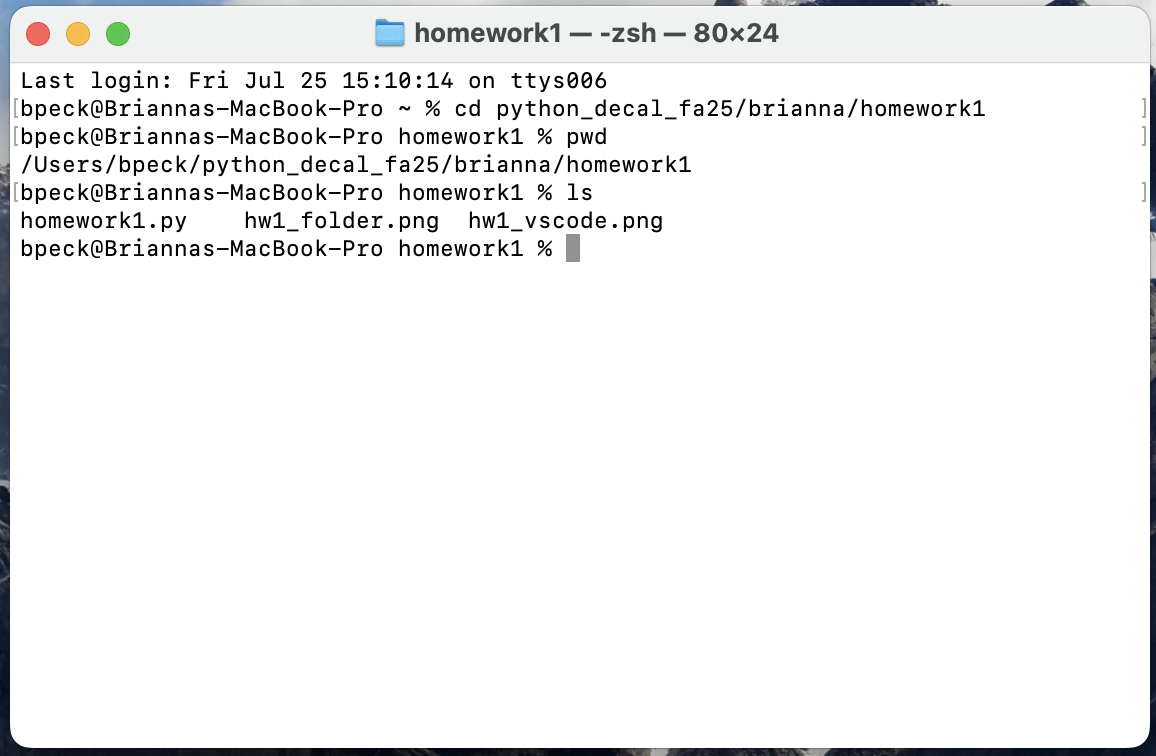 homework1 — -zsh — 80×24
Last login: Fri Jul 25 15:10:14 on ttys006
[bpeck@Briannas-MacBook-Pro ~ % cd python_decal_fa25/brianna/homework1 ]
[bpeck@Briannas-MacBook-Pro homework1 % pwd ]
/Users/bpeck/python_decal_fa25/brianna/homework1
[bpeck@Briannas-MacBook-Pro homework1 % ls ]
homework1.py    hw1_folder.png  hw1_vscode.png
bpeck@Briannas-MacBook-Pro homework1 %